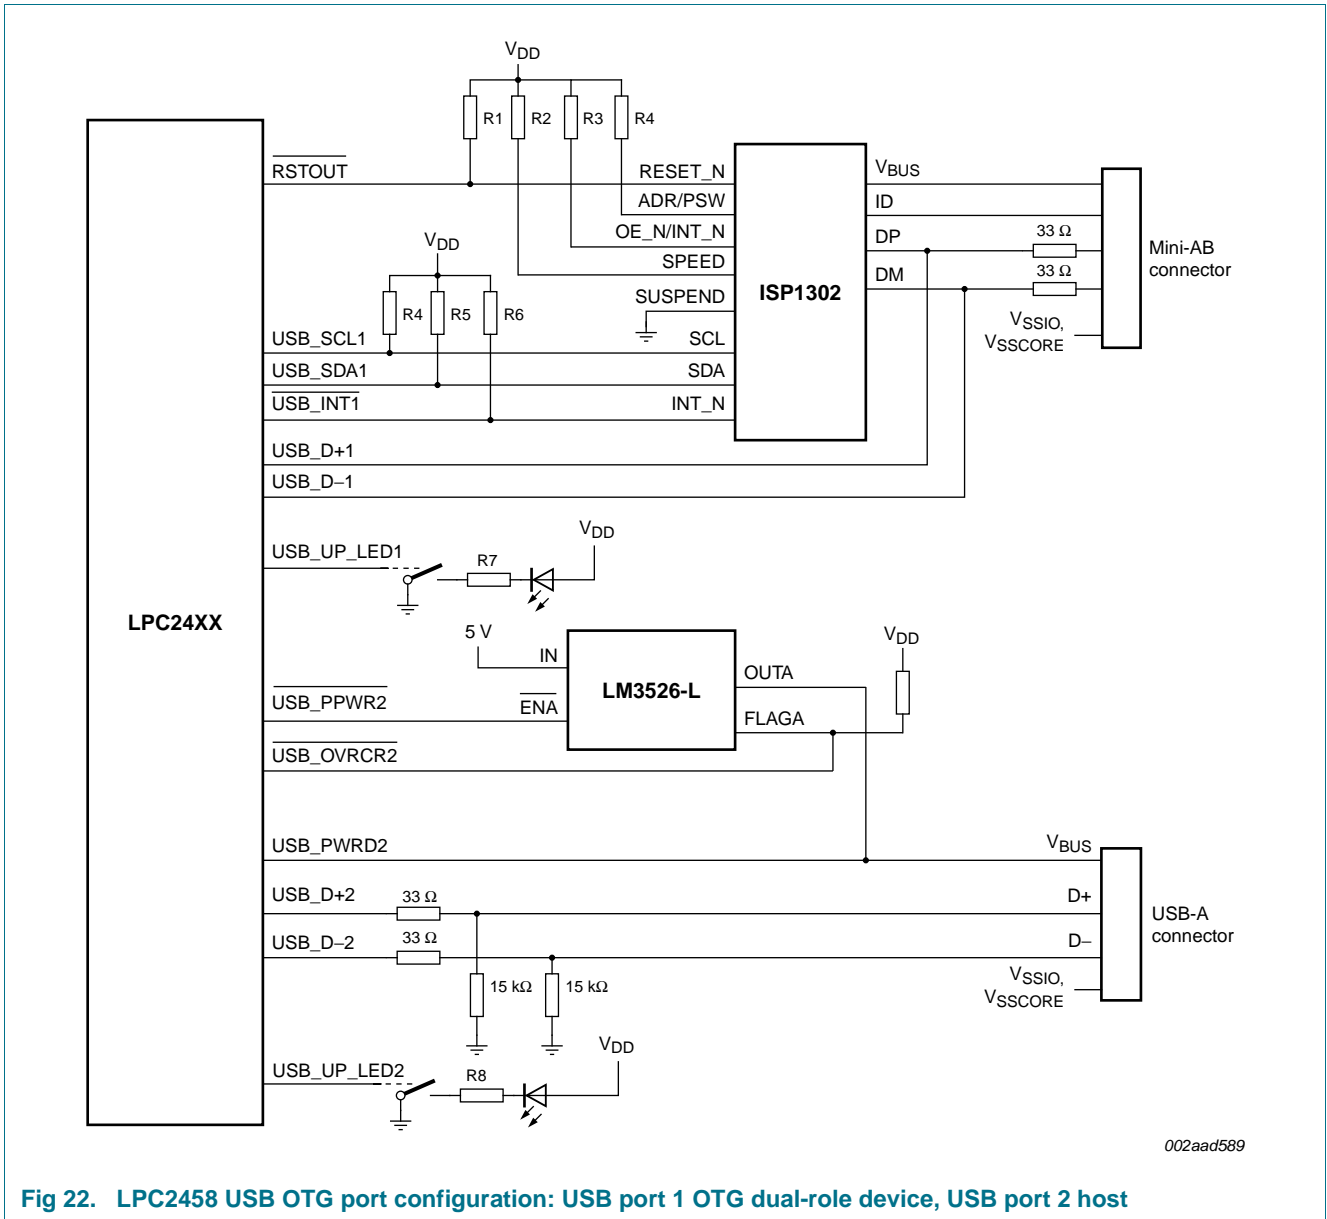 VDD
R1 R2 R3 R4
RSTOUT
RESET_N
VBUS
ADR/PSW
ID
OE_N/INT_N
DP
33 Ω
Mini-AB
connector
VDD
SPEED
DM
33 Ω
ISP1302
SUSPEND
R4 R5 R6
VSSIO,
VSSCORE
USB_SCL1
SCL
USB_SDA1
SDA
USB_INT1
INT_N
USB_D+1
USB_D−1
VDD
USB_UP_LED1
R7
LPC24XX
5 V
IN
LM3526-L
OUTA
VDD
USB_PPWR2
ENA
FLAGA
USB_OVRCR2
USB_PWRD2
VBUS
USB_D+2
33 Ω
D+
USB-A
connector
USB_D−2
33 Ω
D−
15 kΩ
15 kΩ
VSSIO,
VSSCORE
VDD
USB_UP_LED2
R8
002aad589
Fig 22. LPC2458 USB OTG port configuration: USB port 1 OTG dual-role device, USB port 2 host